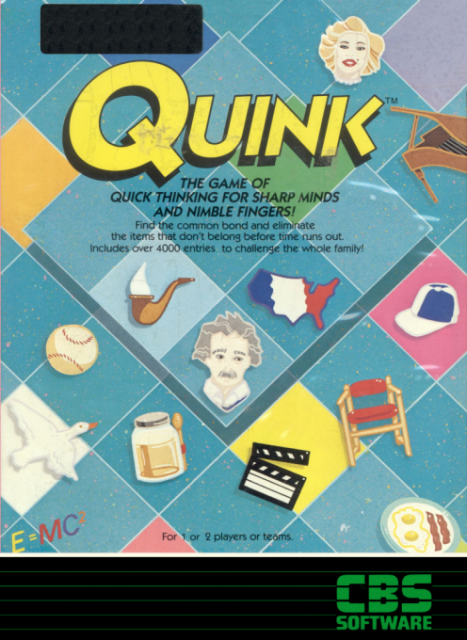 QUINK™
THE GAME OF
QUICK THINKING FOR SHARP MINDS
AND NIMBLE FINGERS!
Find the common bond and eliminate
the items that don't belong before time runs out.
Includes over 4000 entries to challenge the whole family!
E=MC²
For 1 or 2 players or teams.
CBS
SOFTWARE